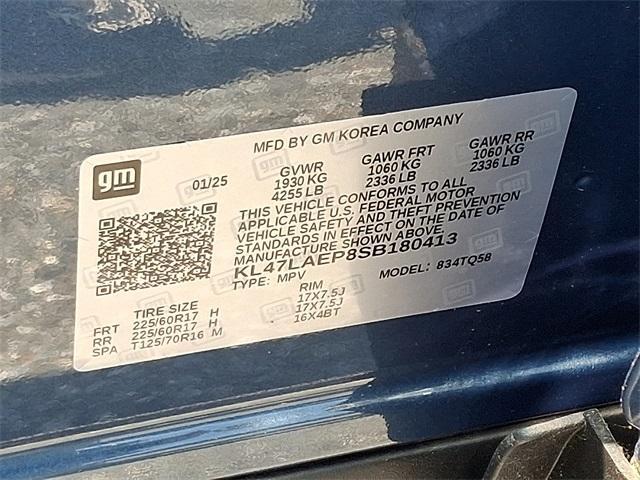 MFD BY GM KOREA COMPANY
gm
01/25
GVWR GAWR FRT GAWR RR
1930 KG 1060 KG 1060 KG
4255 LB 2336 LB 2336 LB
THIS VEHICLE CONFORMS TO ALL
APPLICABLE U.S. FEDERAL MOTOR
VEHICLE SAFETY AND THEFT PREVENTION
STANDARDS IN EFFECT ON THE DATE OF
MANUFACTURE SHOWN ABOVE.
KL47LAEP8SB180413
TYPE: MPV MODEL: 834TQ58
TIRE SIZE RIM
FRT 225/60R17 H 17X7.5J
RR 225/60R17 H 17X7.5J
SPA T125/70R16 M 16X4BT